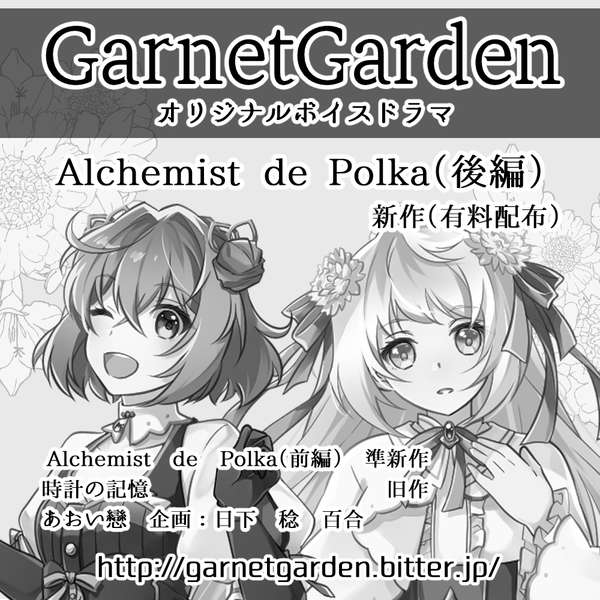 GarnetGarden
オリジナルボイスドラマ
Alchemist de Polka(後編)
新作(有料配布)
Alchemist de Polka(前編) 準新作
時計の記憶 旧作
あおい戀 企画：日下 稔 百合
http://garnetgarden.bitter.jp/